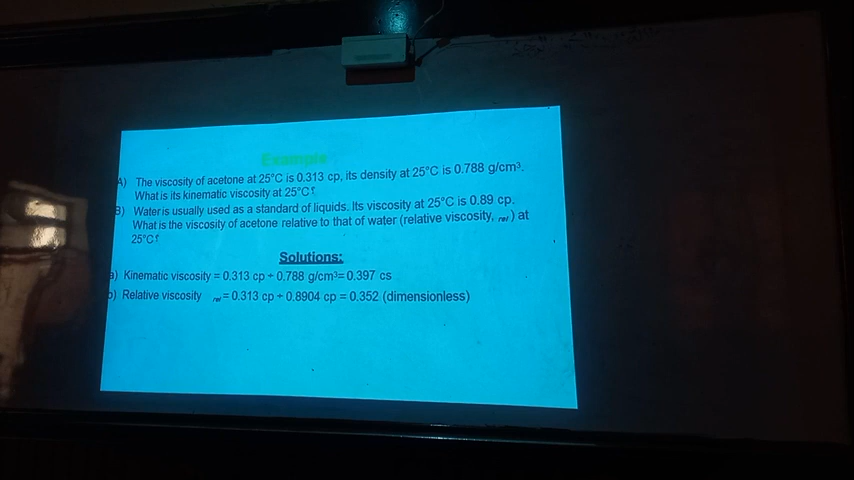 Example
A) The viscosity of acetone at 25°C is 0.313 cp, its density at 25°C is 0.788 g/cm³.
What is its kinematic viscosity at 25°C?
B) Water is usually used as a standard of liquids. Its viscosity at 25°C is 0.89 cp.
What is the viscosity of acetone relative to that of water (relative viscosity, rel) at
25°C?
Solutions:
a) Kinematic viscosity = 0.313 cp ÷ 0.788 g/cm³= 0.397 cs
b) Relative viscosity rel = 0.313 cp ÷ 0.8904 cp = 0.352 (dimensionless)